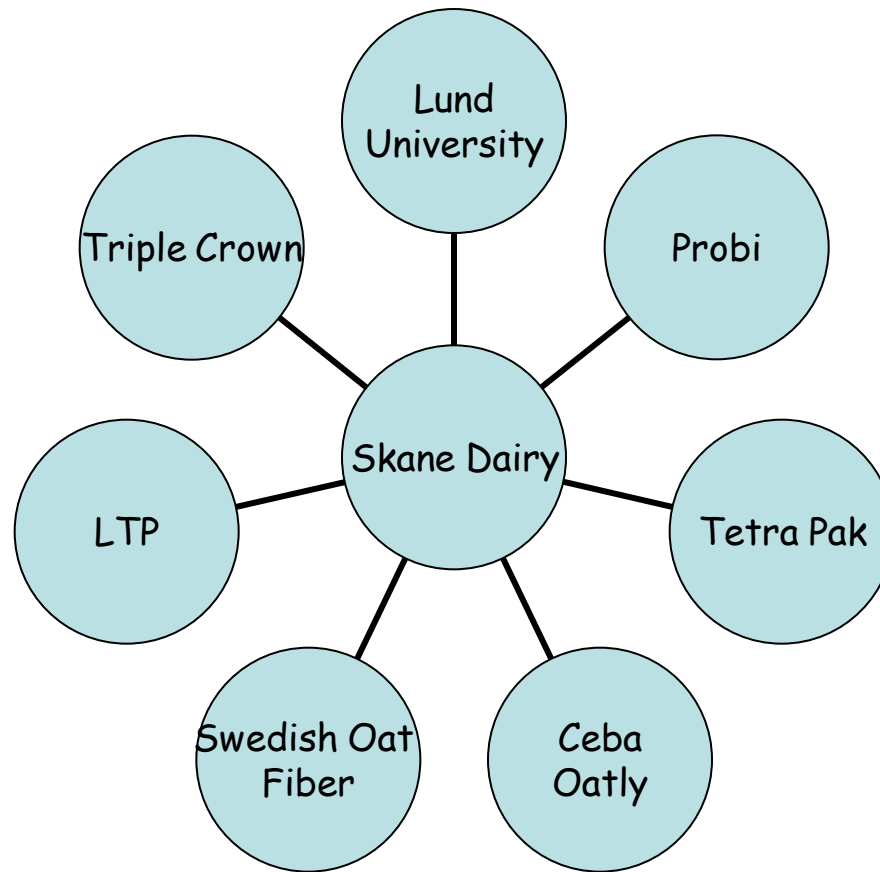 Lund
University
Triple Crown
Probi
Skane Dairy
LTP
Tetra Pak
Swedish Oat
Fiber
Ceba
Oatly